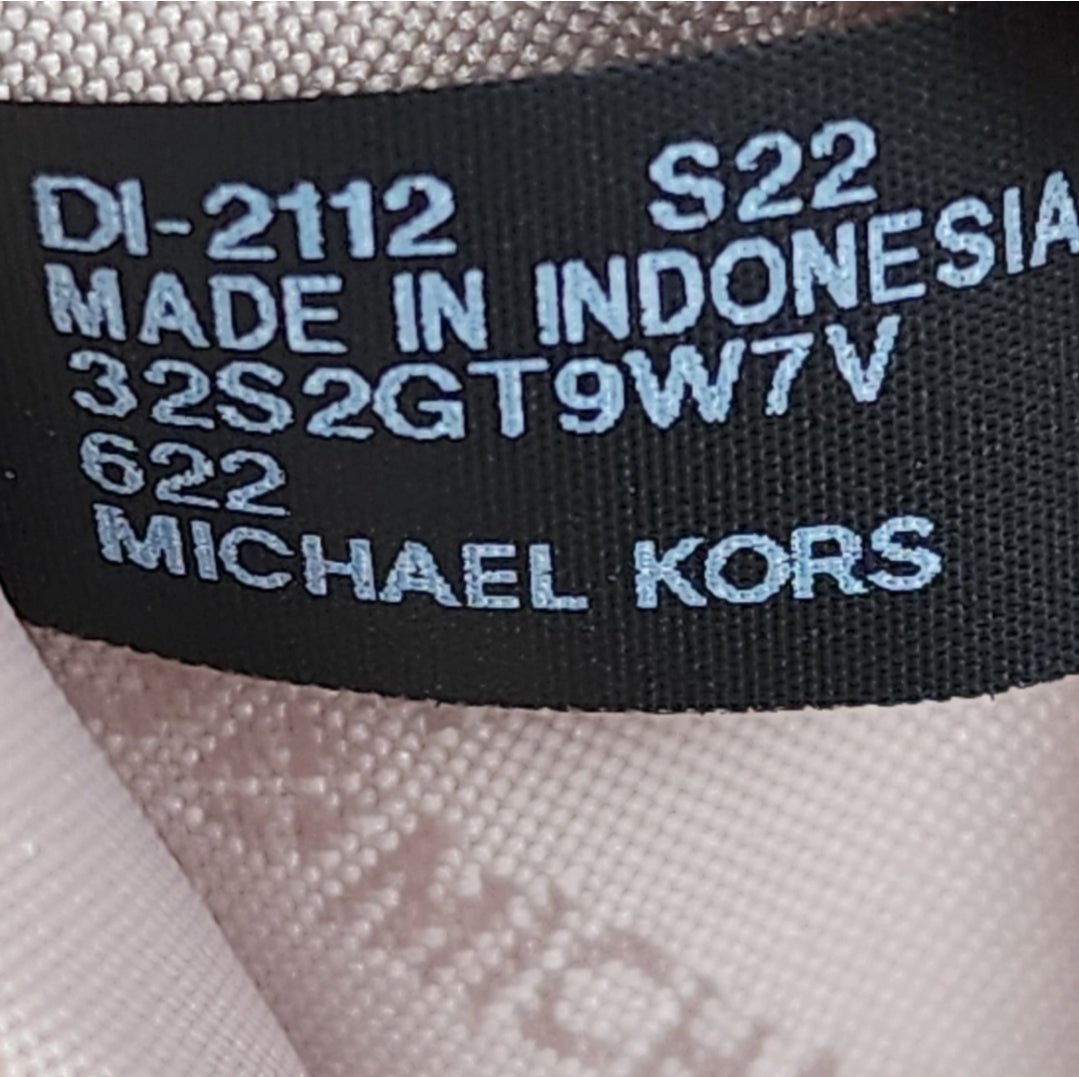 DI-2112 S22
MADE IN INDONESIA
32S2GT9W7V
622
MICHAEL KORS